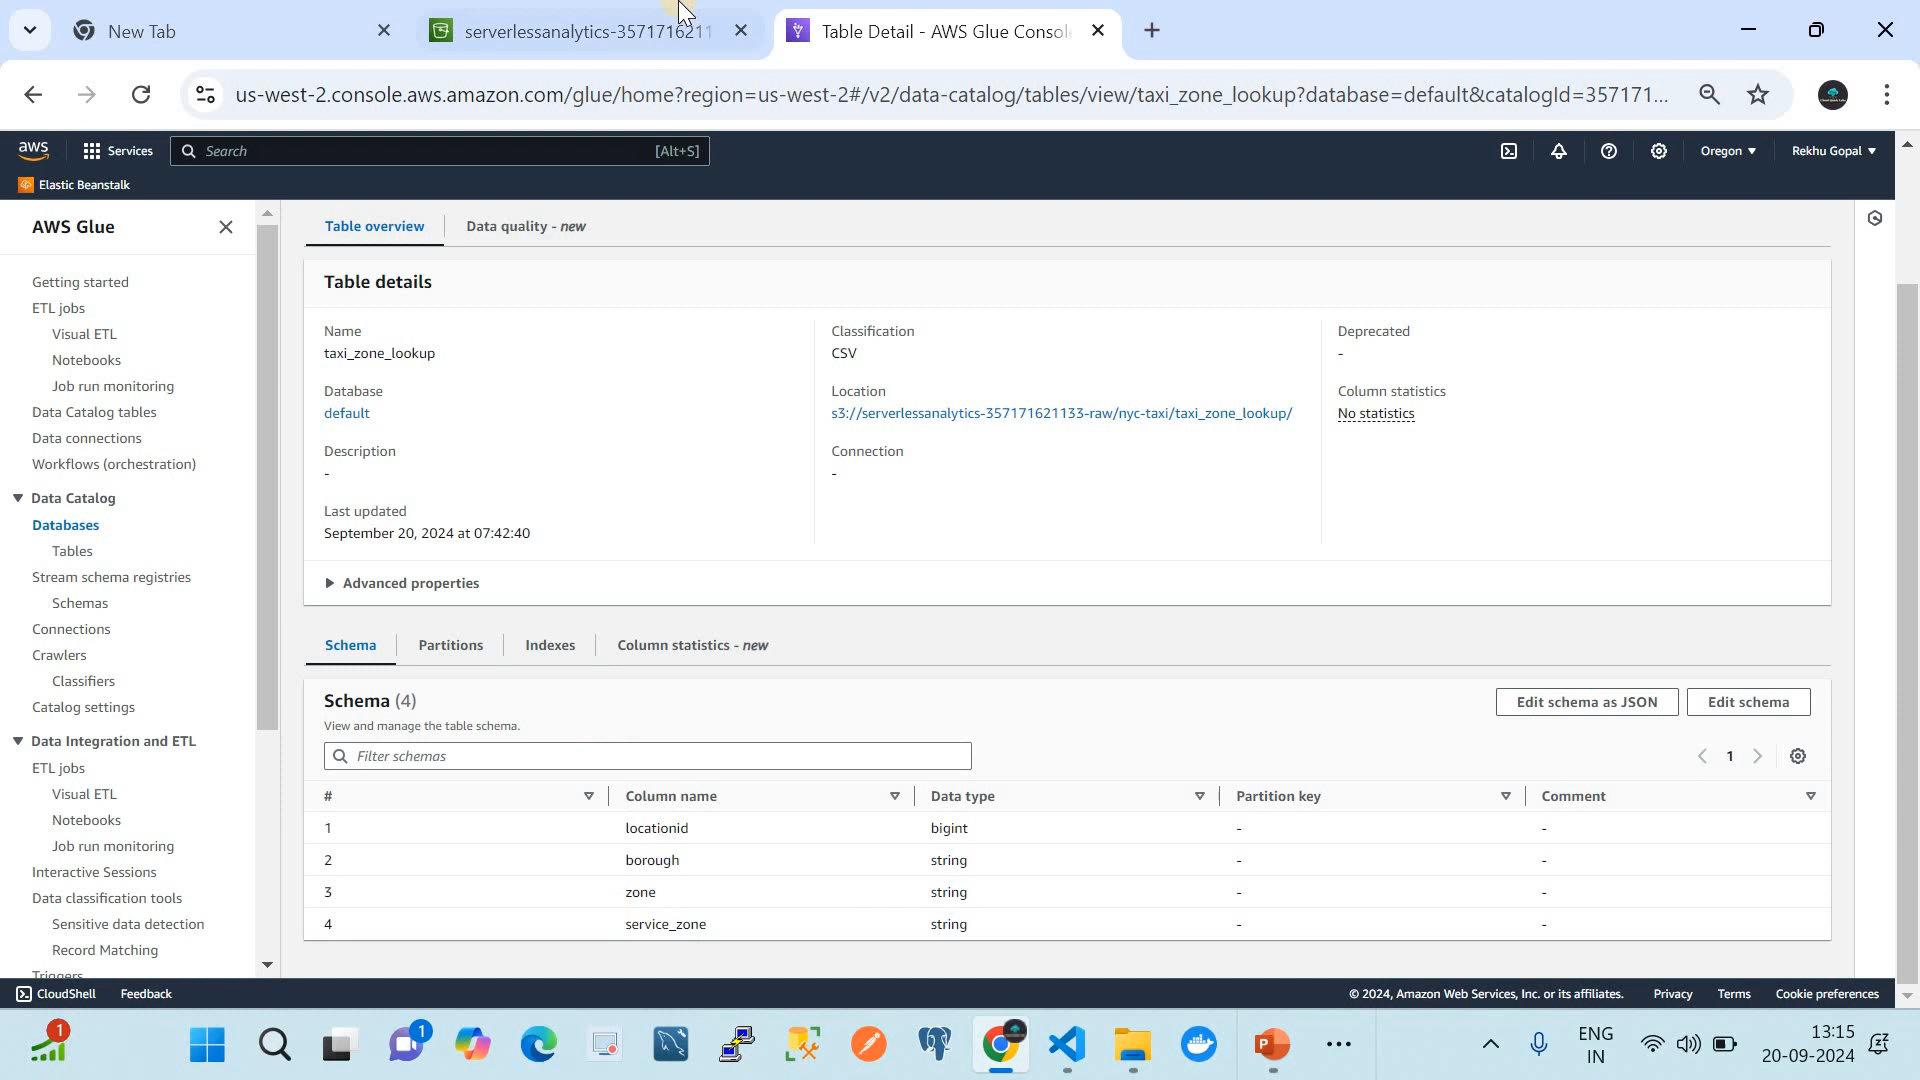 New Tab
serverlessanalytics-3571716211
Table Detail - AWS Glue Consol
us-west-2.console.aws.amazon.com/glue/home?region=us-west-2#/v2/data-catalog/tables/view/taxi_zone_lookup?database=default&catalogId=357171...
aws
Services
Search
[Alt+S]
Oregon
Rekhu Gopal
Elastic Beanstalk
AWS Glue
Getting started
ETL jobs
Visual ETL
Notebooks
Job run monitoring
Data Catalog tables
Data connections
Workflows (orchestration)
Data Catalog
Databases
Tables
Stream schema registries
Schemas
Connections
Crawlers
Classifiers
Catalog settings
Data Integration and ETL
ETL jobs
Visual ETL
Notebooks
Job run monitoring
Interactive Sessions
Data classification tools
Sensitive data detection
Record Matching
Triggers
Table overview
Data quality - new
Table details
Name
taxi_zone_lookup
Database
default
Description
-
Last updated
September 20, 2024 at 07:42:40
Classification
CSV
Location
s3://serverlessanalytics-357171621133-raw/nyc-taxi/taxi_zone_lookup/
Connection
-
Deprecated
-
Column statistics
No statistics
Advanced properties
Schema
Partitions
Indexes
Column statistics - new
Schema (4)
View and manage the table schema.
Edit schema as JSON
Edit schema
Filter schemas
1
# Column name Data type Partition key Comment
1 locationid bigint - -
2 borough string - -
3 zone string - -
4 service_zone string - -
CloudShell
Feedback
© 2024, Amazon Web Services, Inc. or its affiliates.
Privacy
Terms
Cookie preferences
1
1
ENG
IN
13:15
20-09-2024